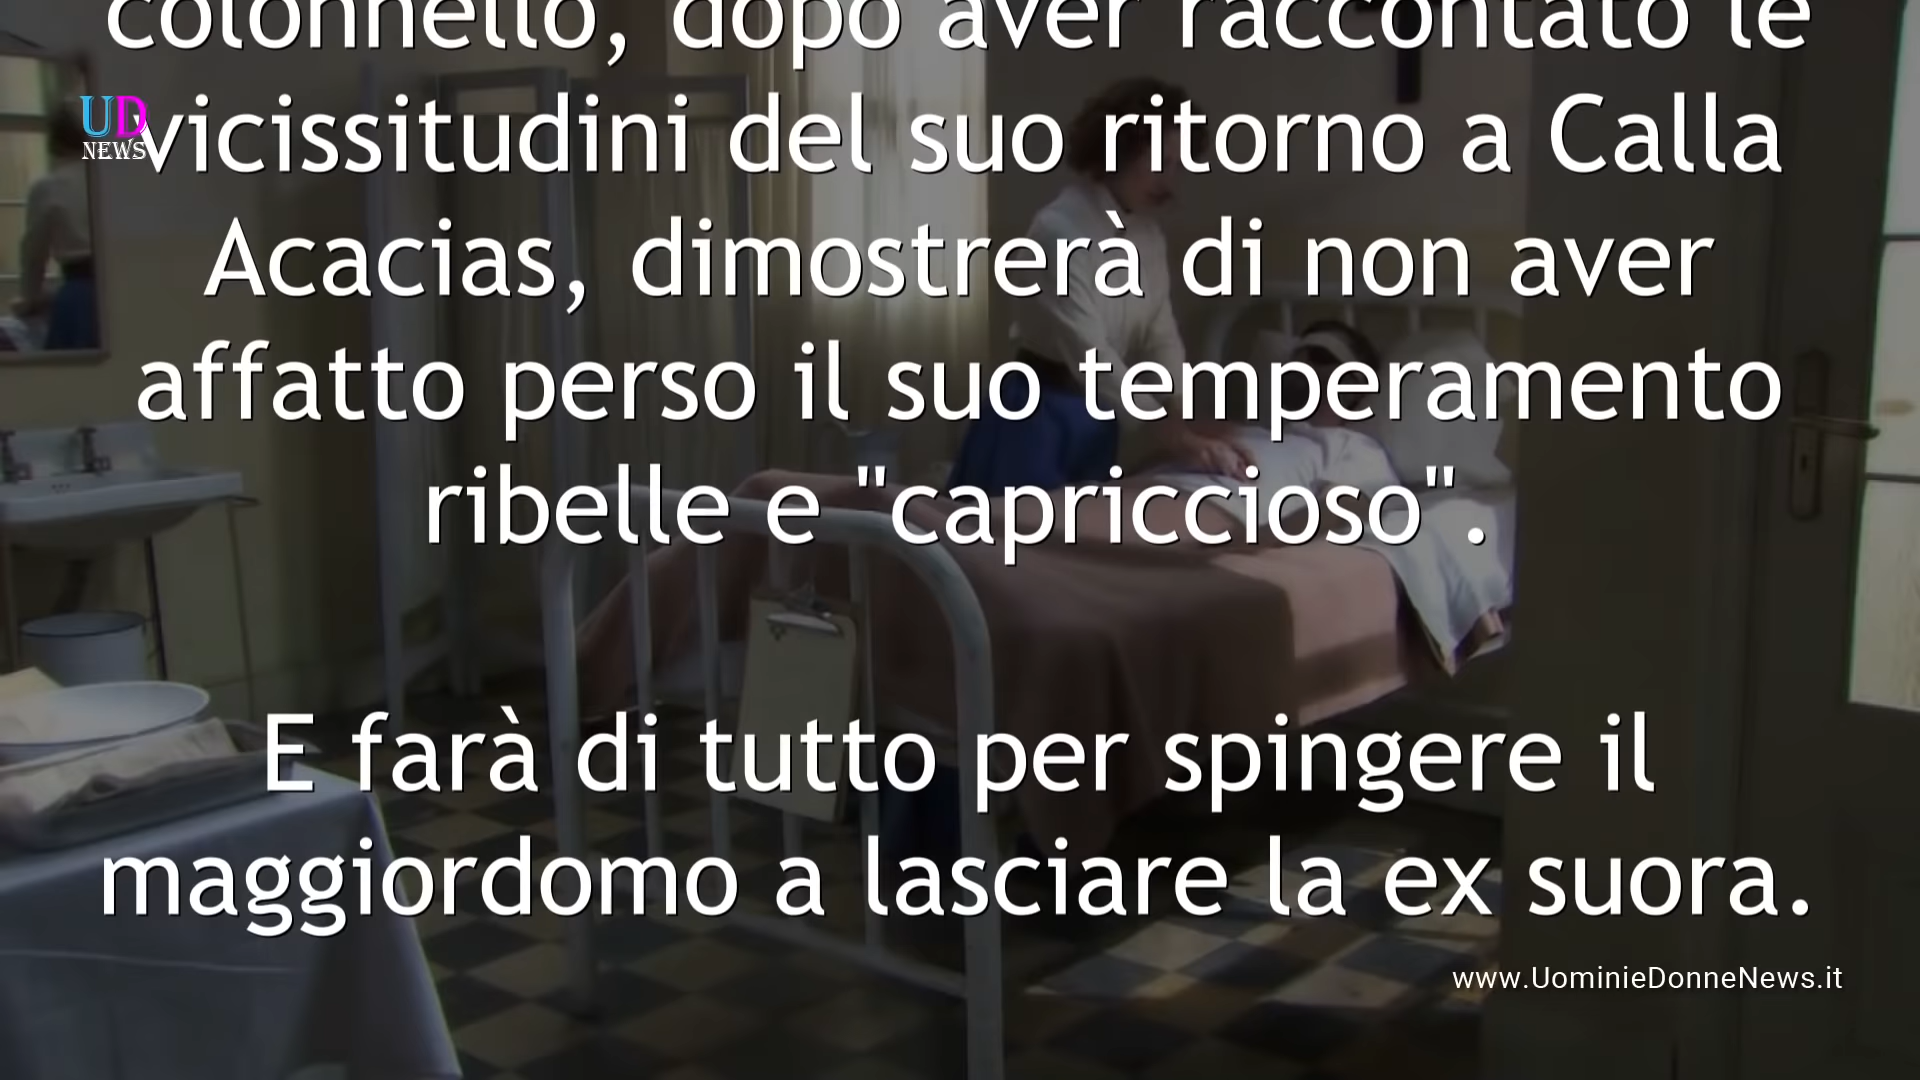 colonnello, dopo aver raccontato le
UD
NEWS
vicissitudini del suo ritorno a Calla
Acacias, dimostrerà di non aver
affatto perso il suo temperamento
ribelle e "capriccioso".
E farà di tutto per spingere il
maggiordomo a lasciare la ex suora.
www.UominieDonneNews.it